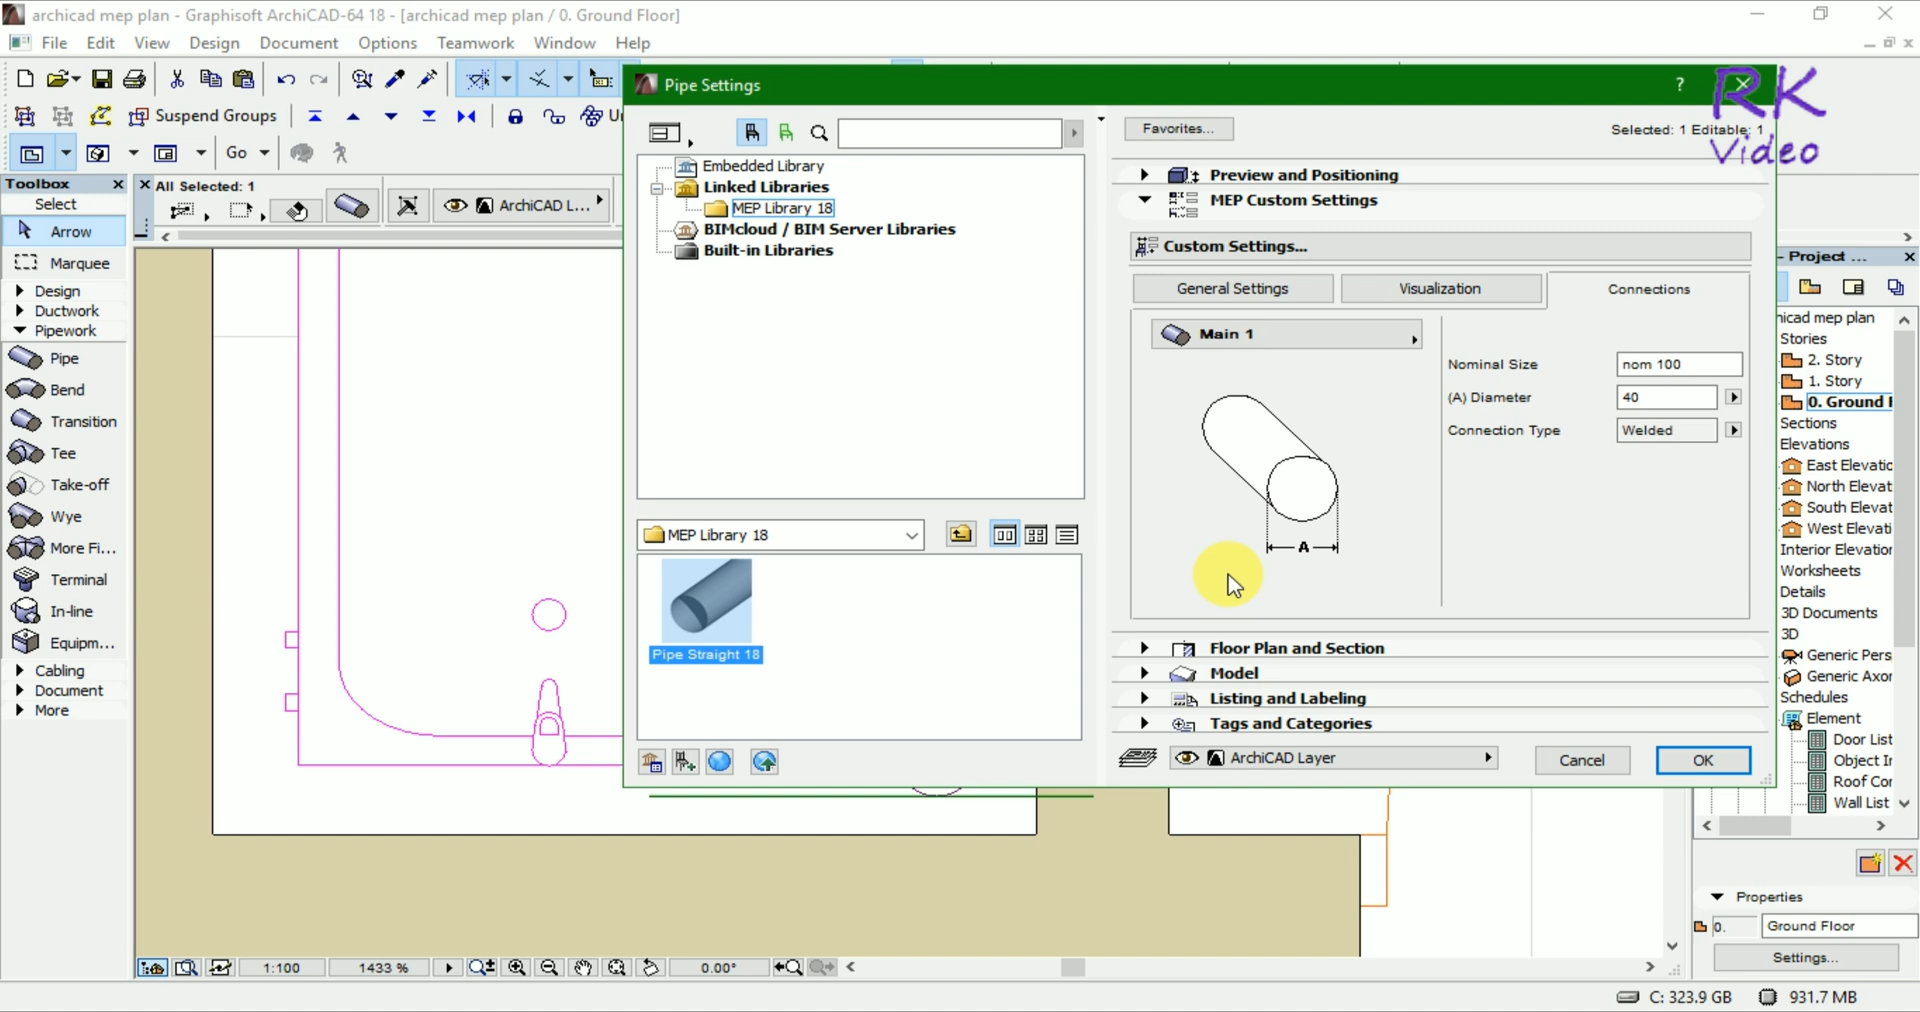 archicad mep plan - Graphisoft ArchiCAD-64 18 - [archicad mep plan / 0. Ground Floor]
File Edit View Design Document Options Teamwork Window Help
Suspend Groups
Go
Toolbox
Select
Arrow
Marquee
Design
Ductwork
Pipework
Pipe
Bend
Transition
Tee
Take-off
Wye
More Fi...
Terminal
In-line
Equipm...
Cabling
Document
More
All Selected: 1
ArchiCAD L...
Pipe Settings
?
Embedded Library
Linked Libraries
MEP Library 18
BIMcloud / BIM Server Libraries
Built-in Libraries
MEP Library 18
Pipe Straight 18
Favorites...
Selected: 1 Editable: 1
RK
Video
Preview and Positioning
MEP Custom Settings
Custom Settings...
General Settings Visualization Connections
Main 1
A
Nominal Size nom 100
(A) Diameter 40
Connection Type Welded
Floor Plan and Section
Model
Listing and Labeling
Tags and Categories
ArchiCAD Layer
Cancel OK
- Project ...
icad mep plan
Stories
2. Story
1. Story
0. Ground
Sections
Elevations
East Elevatic
North Elevat
South Elevat
West Elevati
Interior Elevatior
Worksheets
Details
3D Documents
3D
Generic Pers
Generic Axor
Schedules
Element
Door List
Object Ir
Roof Cor
Wall List
Properties
0. Ground Floor
Settings...
1:100 1433 % 0.00°
C: 323.9 GB 931.7 MB